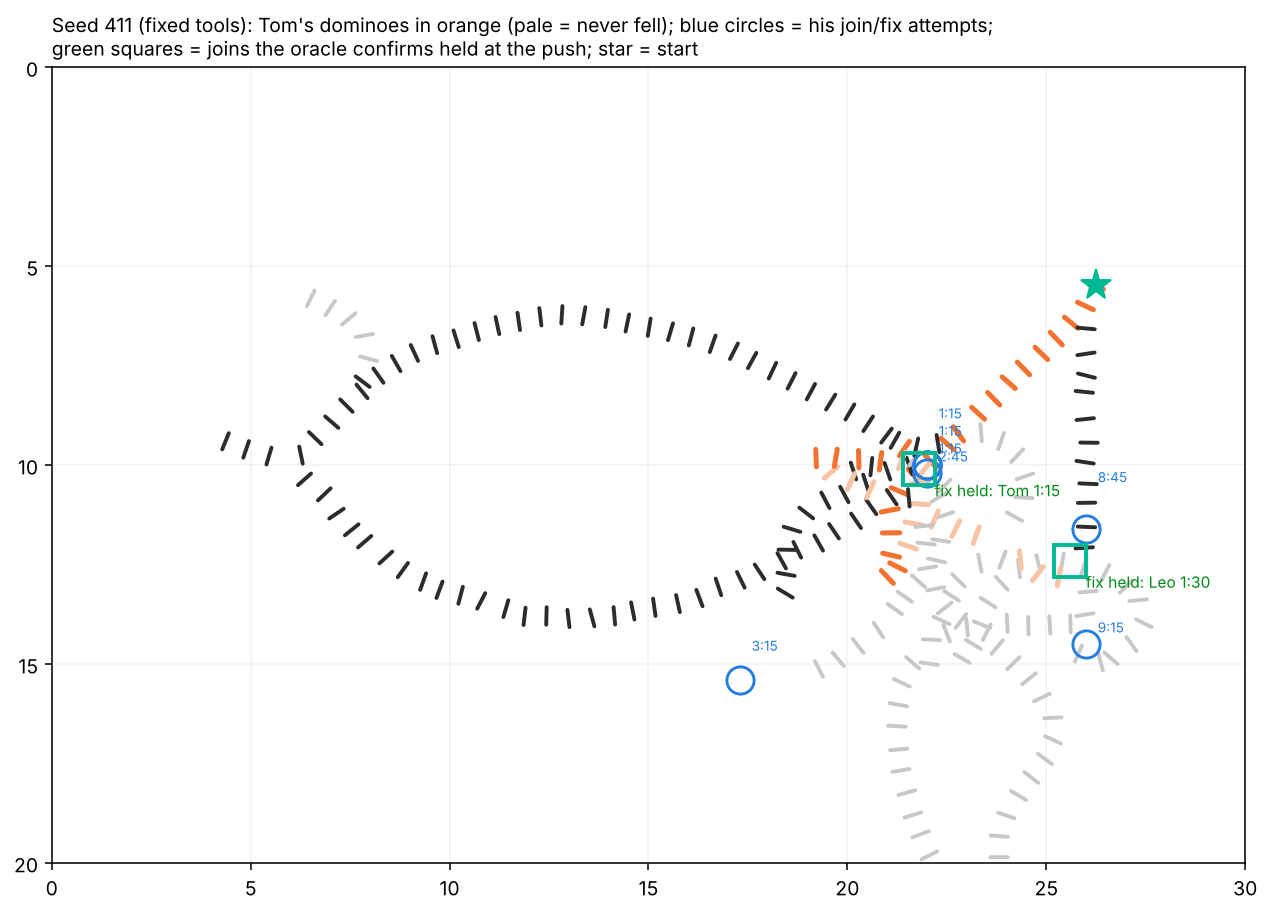 Seed 411 (fixed tools): Tom's dominoes in orange (pale = never fell); blue circles = his join/fix attempts;
green squares = joins the oracle confirms held at the push; star = start
0
5
10
15
20
1:15
1:15
1:15
2:45
fix held: Tom 1:15
8:45
fix held: Leo 1:30
9:15
3:15
0 5 10 15 20 25 30